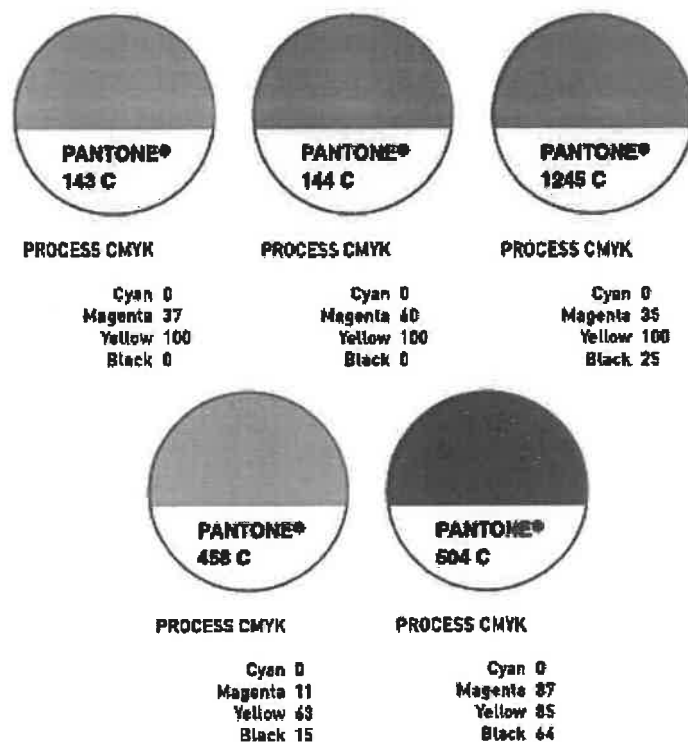 PANTONE®
143 C
PROCESS CMYK
Cyan 0
Magenta 37
Yellow 100
Black 0
PANTONE®
144 C
PROCESS CMYK
Cyan 0
Magenta 60
Yellow 100
Black 0
PANTONE®
1245 C
PROCESS CMYK
Cyan 0
Magenta 35
Yellow 100
Black 25
PANTONE®
458 C
PROCESS CMYK
Cyan 0
Magenta 11
Yellow 63
Black 15
PANTONE®
504 C
PROCESS CMYK
Cyan 0
Magenta 87
Yellow 85
Black 64